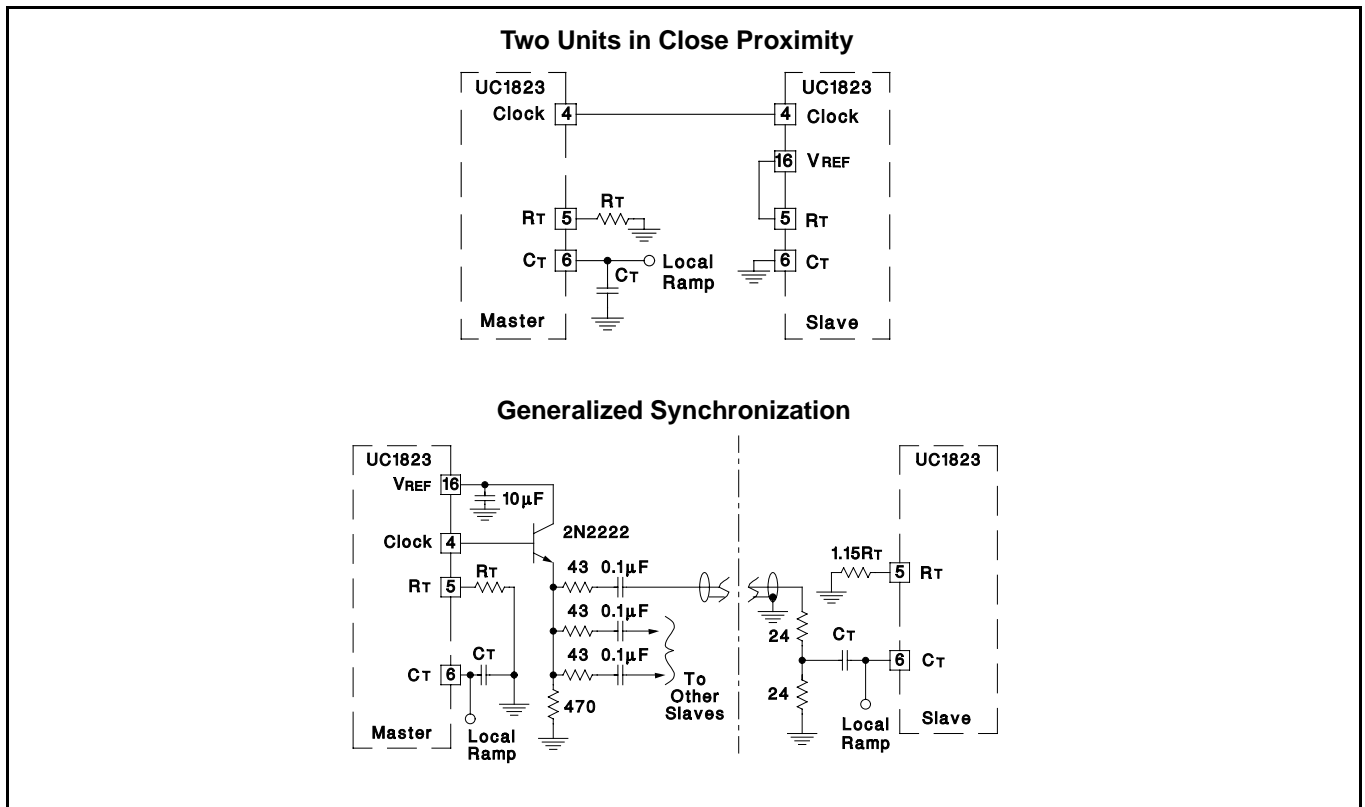 Two Units in Close Proximity
UC1823
Clock 4
RT 5
RT
CT 6
CT
Local
Ramp
Master
UC1823
4 Clock
16 VREF
5 RT
6 CT
Slave
Generalized Synchronization
UC1823
VREF 16
10µF
Clock 4
2N2222
RT 5
RT
43 0.1µF
43 0.1µF
43 0.1µF
CT 6
CT
470
To
Other
Slaves
Master
Local
Ramp
UC1823
1.15RT
5 RT
24
CT
6 CT
24
Local
Ramp
Slave